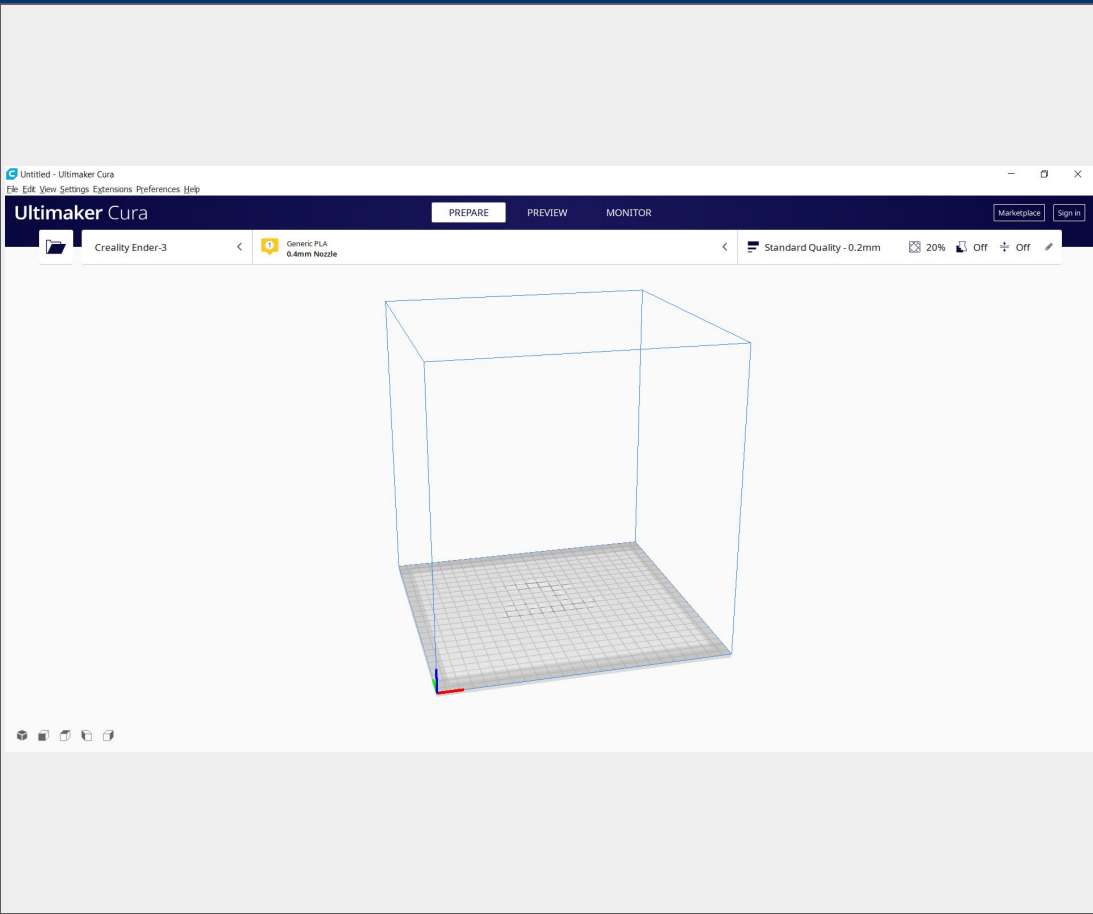 Untitled - Ultimaker Cura
File Edit View Settings Extensions Preferences Help
Ultimaker Cura
PREPARE PREVIEW MONITOR
Marketplace Sign in
Creality Ender-3
1
Generic PLA
0.4mm Nozzle
Standard Quality - 0.2mm 20% Off Off